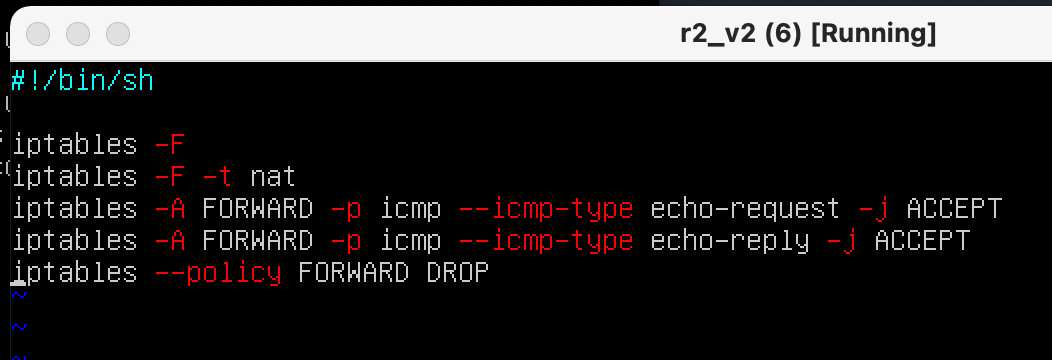 r2_v2 (6) [Running]
#!/bin/sh
iptables -F
iptables -F -t nat
iptables -A FORWARD -p icmp --icmp-type echo-request -j ACCEPT
iptables -A FORWARD -p icmp --icmp-type echo-reply -j ACCEPT
iptables --policy FORWARD DROP
~
~
~